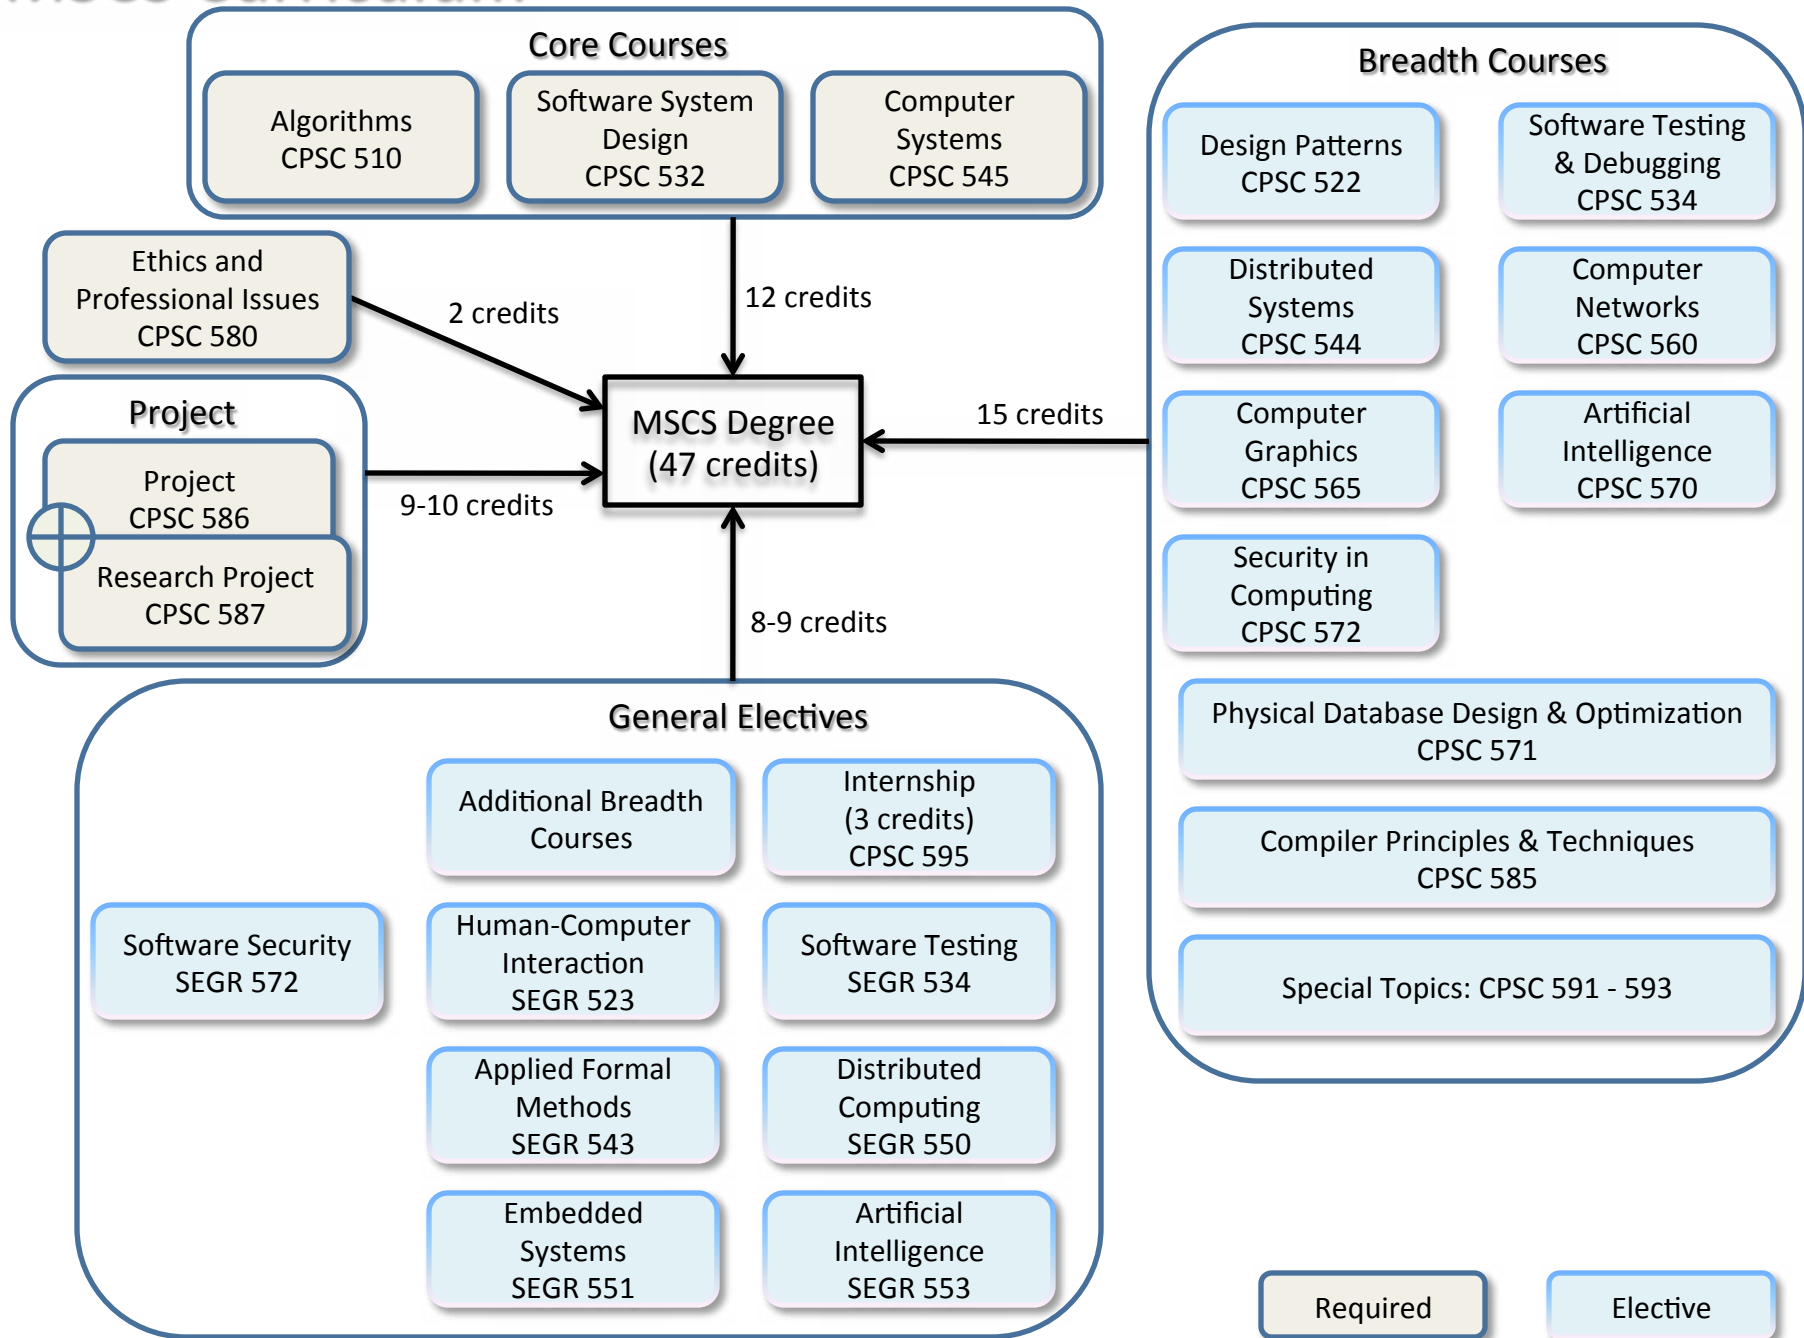 MSCS Curriculum
Core Courses
Algorithms
CPSC 510
Software System
Design
CPSC 532
Computer
Systems
CPSC 545
Ethics and
Professional Issues
CPSC 580
2 credits
12 credits
Project
Project
CPSC 586
Research Project
CPSC 587
9-10 credits
MSCS Degree
(47 credits)
15 credits
8-9 credits
Breadth Courses
Design Patterns
CPSC 522
Software Testing
& Debugging
CPSC 534
Distributed
Systems
CPSC 544
Computer
Networks
CPSC 560
Computer
Graphics
CPSC 565
Artificial
Intelligence
CPSC 570
Security in
Computing
CPSC 572
Physical Database Design & Optimization
CPSC 571
Compiler Principles & Techniques
CPSC 585
Special Topics: CPSC 591 - 593
General Electives
Additional Breadth
Courses
Internship
(3 credits)
CPSC 595
Software Security
SEGR 572
Human-Computer
Interaction
SEGR 523
Software Testing
SEGR 534
Applied Formal
Methods
SEGR 543
Distributed
Computing
SEGR 550
Embedded
Systems
SEGR 551
Artificial
Intelligence
SEGR 553
Required
Elective